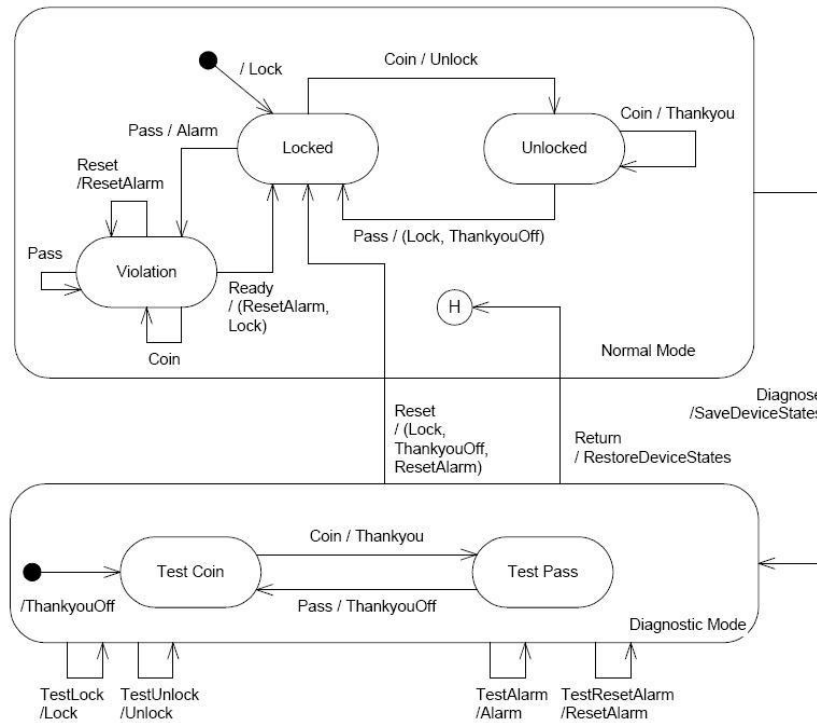 / Lock
Coin / Unlock
Coin / Thankyou
Pass / Alarm
Locked
Unlocked
Reset
/ResetAlarm
Pass / (Lock, ThankyouOff)
Pass
Violation
Ready
/ (ResetAlarm,
Lock)
H
Coin
Normal Mode
Diagnose
/SaveDeviceStates
Reset
/ (Lock,
ThankyouOff,
ResetAlarm)
Return
/ RestoreDeviceStates
Coin / Thankyou
Test Coin
Test Pass
/ThankyouOff
Pass / ThankyouOff
Diagnostic Mode
TestLock
/Lock
TestUnlock
/Unlock
TestAlarm
/Alarm
TestResetAlarm
/ResetAlarm